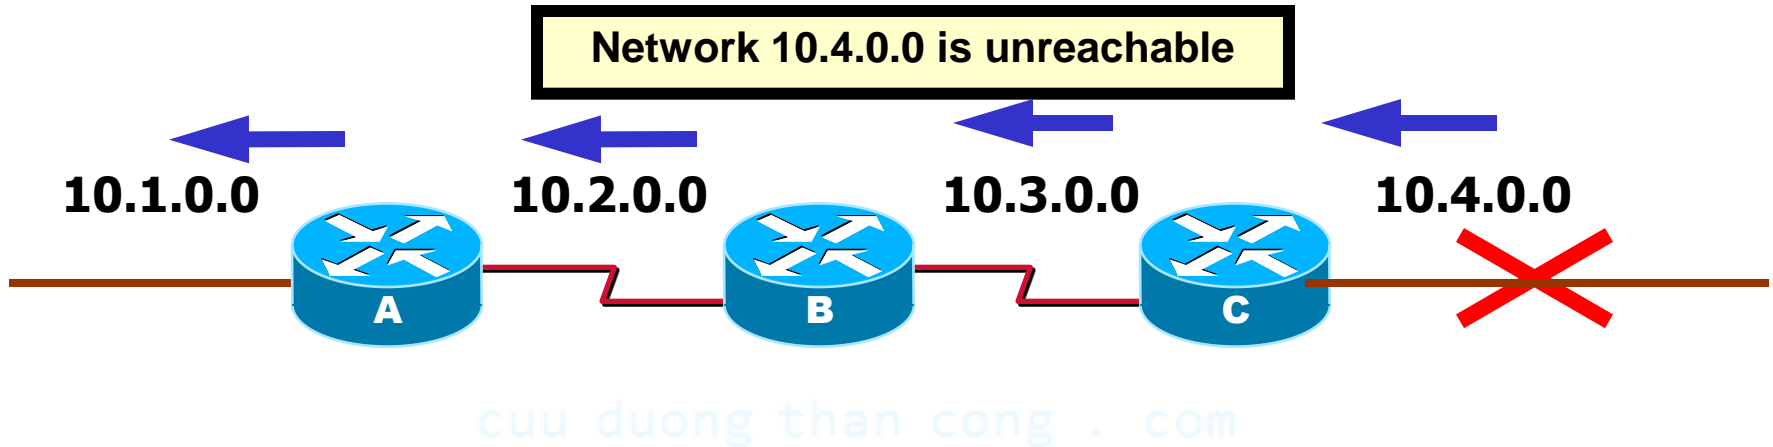 Network 10.4.0.0 is unreachable
10.1.0.0 10.2.0.0 10.3.0.0 10.4.0.0
A B C
cuu duong than cong . com